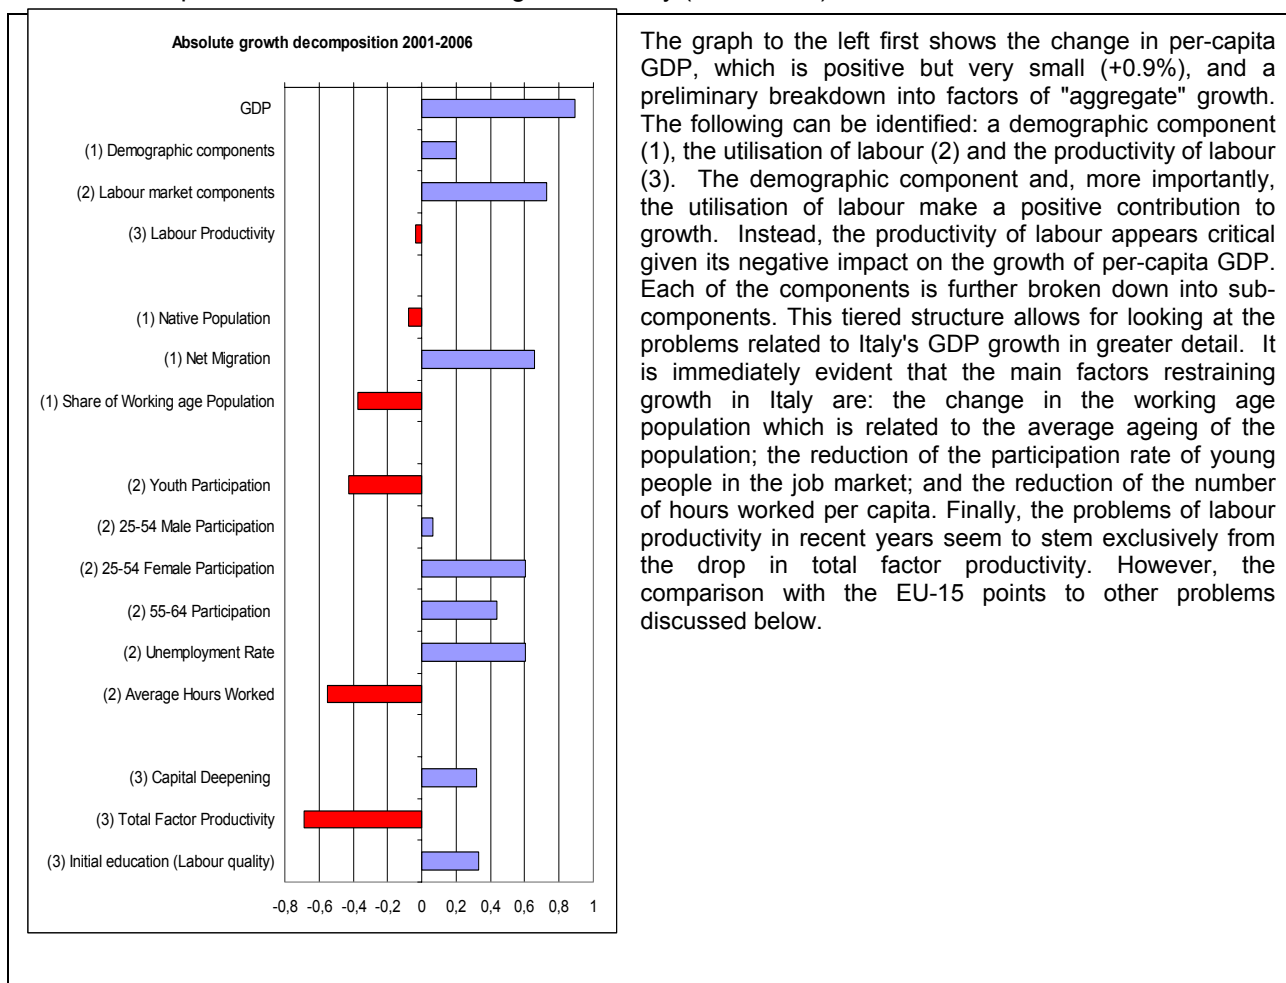 Absolute growth decomposition 2001-2006
GDP
(1) Demographic components
(2) Labour market components
(3) Labour Productivity
(1) Native Population
(1) Net Migration
(1) Share of Working age Population
(2) Youth Participation
(2) 25-54 Male Participation
(2) 25-54 Female Participation
(2) 55-64 Participation
(2) Unemployment Rate
(2) Average Hours Worked
(3) Capital Deepening
(3) Total Factor Productivity
(3) Initial education (Labour quality)
-0,8 -0,6 -0,4 -0,2 0 0,2 0,4 0,6 0,8 1
The graph to the left first shows the change in per-capita
GDP, which is positive but very small (+0.9%), and a
preliminary breakdown into factors of "aggregate" growth.
The following can be identified: a demographic component
(1), the utilisation of labour (2) and the productivity of labour
(3). The demographic component and, more importantly,
the utilisation of labour make a positive contribution to
growth. Instead, the productivity of labour appears critical
given its negative impact on the growth of per-capita GDP.
Each of the components is further broken down into sub-
components. This tiered structure allows for looking at the
problems related to Italy's GDP growth in greater detail. It
is immediately evident that the main factors restraining
growth in Italy are: the change in the working age
population which is related to the average ageing of the
population; the reduction of the participation rate of young
people in the job market; and the reduction of the number
of hours worked per capita. Finally, the problems of labour
productivity in recent years seem to stem exclusively from
the drop in total factor productivity. However, the
comparison with the EU-15 points to other problems
discussed below.